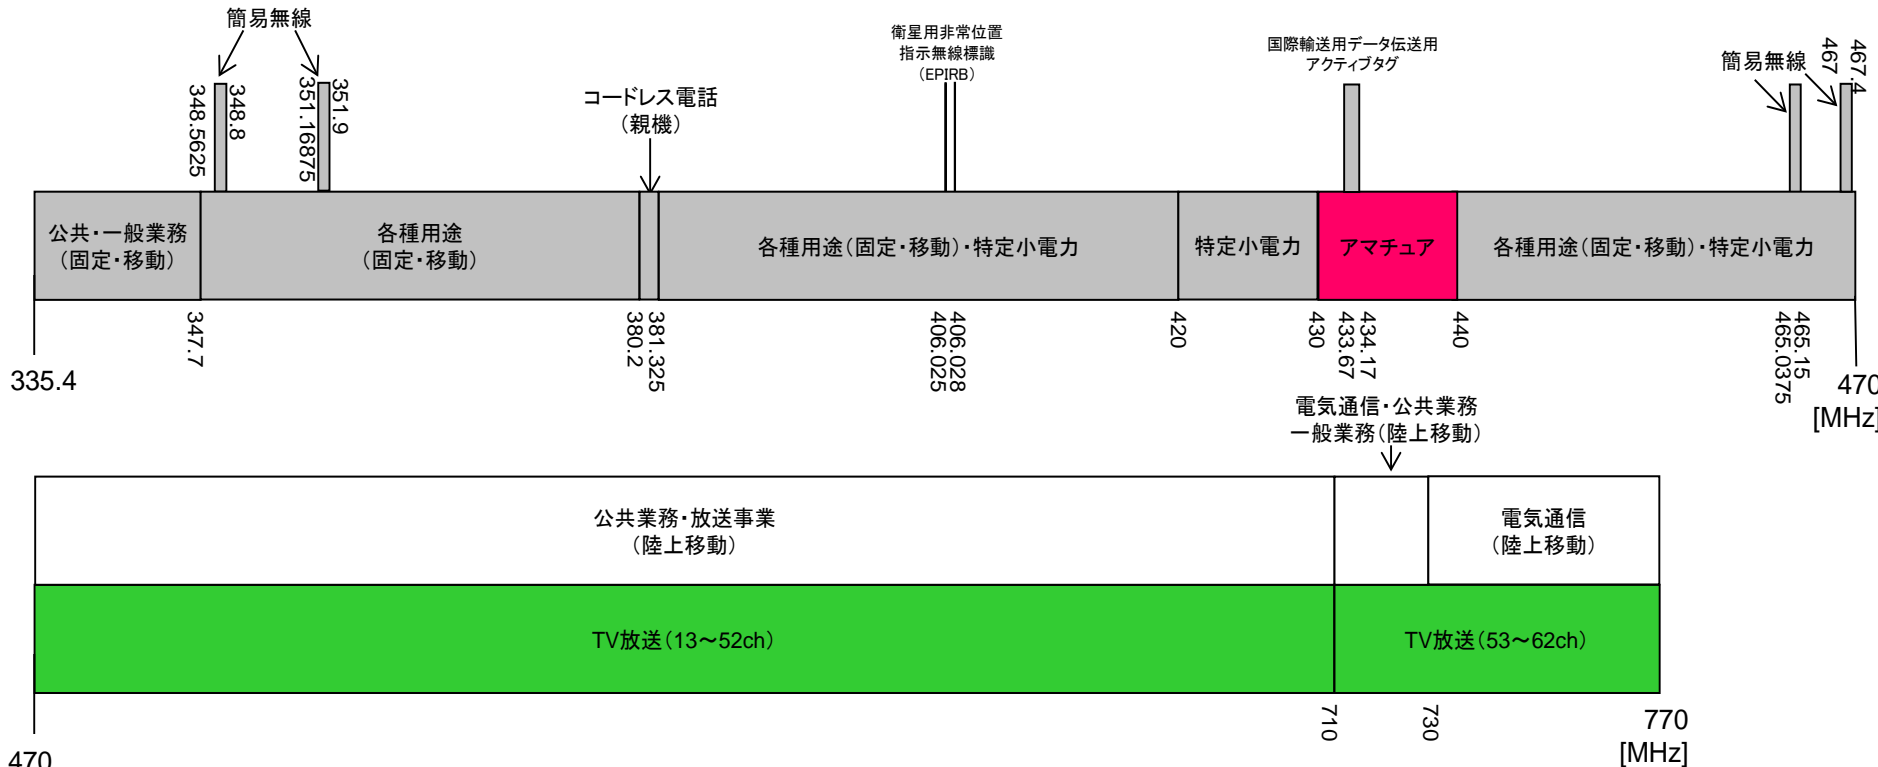 簡易無線
348.8
348.5625
351.9
351.16875
コードレス電話
（親機）
衛星用非常位置
指示無線標識
（EPIRB）
国際輸送用データ伝送用
アクティブタグ
簡易無線
467.4
467
公共・一般業務
（固定・移動）
各種用途
（固定・移動）
各種用途（固定・移動）・特定小電力
特定小電力
アマチュア
各種用途（固定・移動）・特定小電力
335.4
347.7
381.325
380.2
406.028
406.025
420
430
434.17
433.67
440
465.15
465.0375
470
[MHz]
電気通信・公共業務
一般業務（陸上移動）
公共業務・放送事業
（陸上移動）
電気通信
（陸上移動）
TV放送（13～52ch）
TV放送（53～62ch）
470
710
730
770
[MHz]